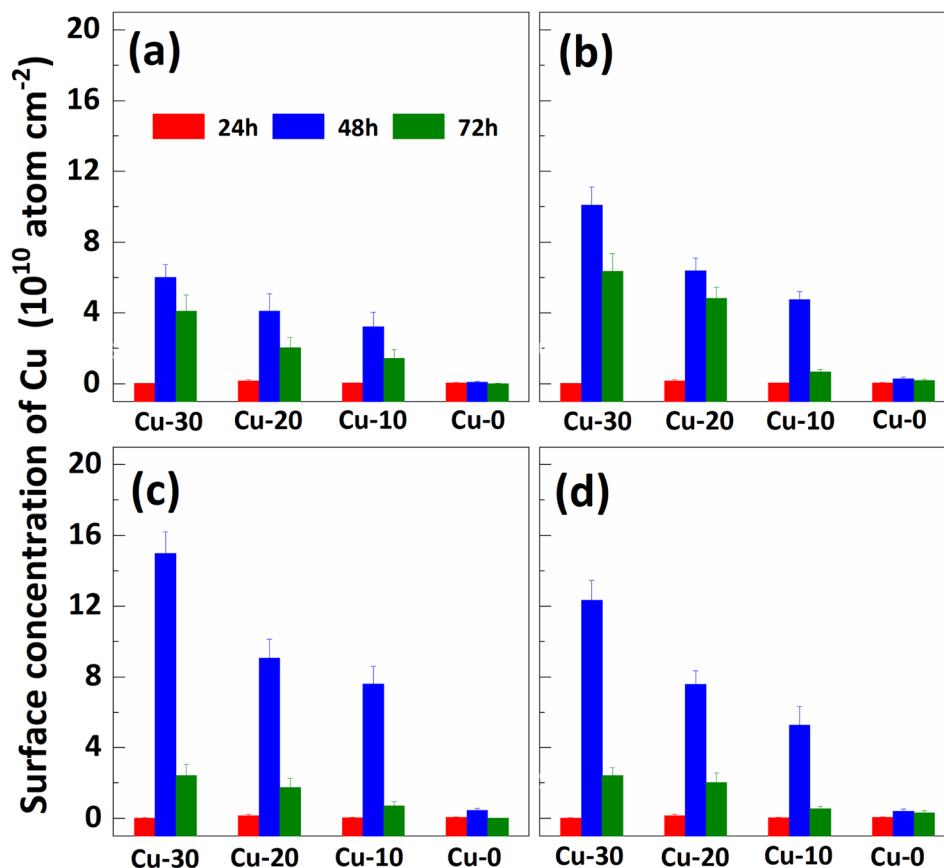 Surface concentration of Cu (10¹⁰ atom cm⁻²)
(a)
(b)
24h 48h 72h
20
16
12
8
4
0
Cu-30 Cu-20 Cu-10 Cu-0
Cu-30 Cu-20 Cu-10 Cu-0
(c)
(d)
20
16
12
8
4
0
Cu-30 Cu-20 Cu-10 Cu-0
Cu-30 Cu-20 Cu-10 Cu-0